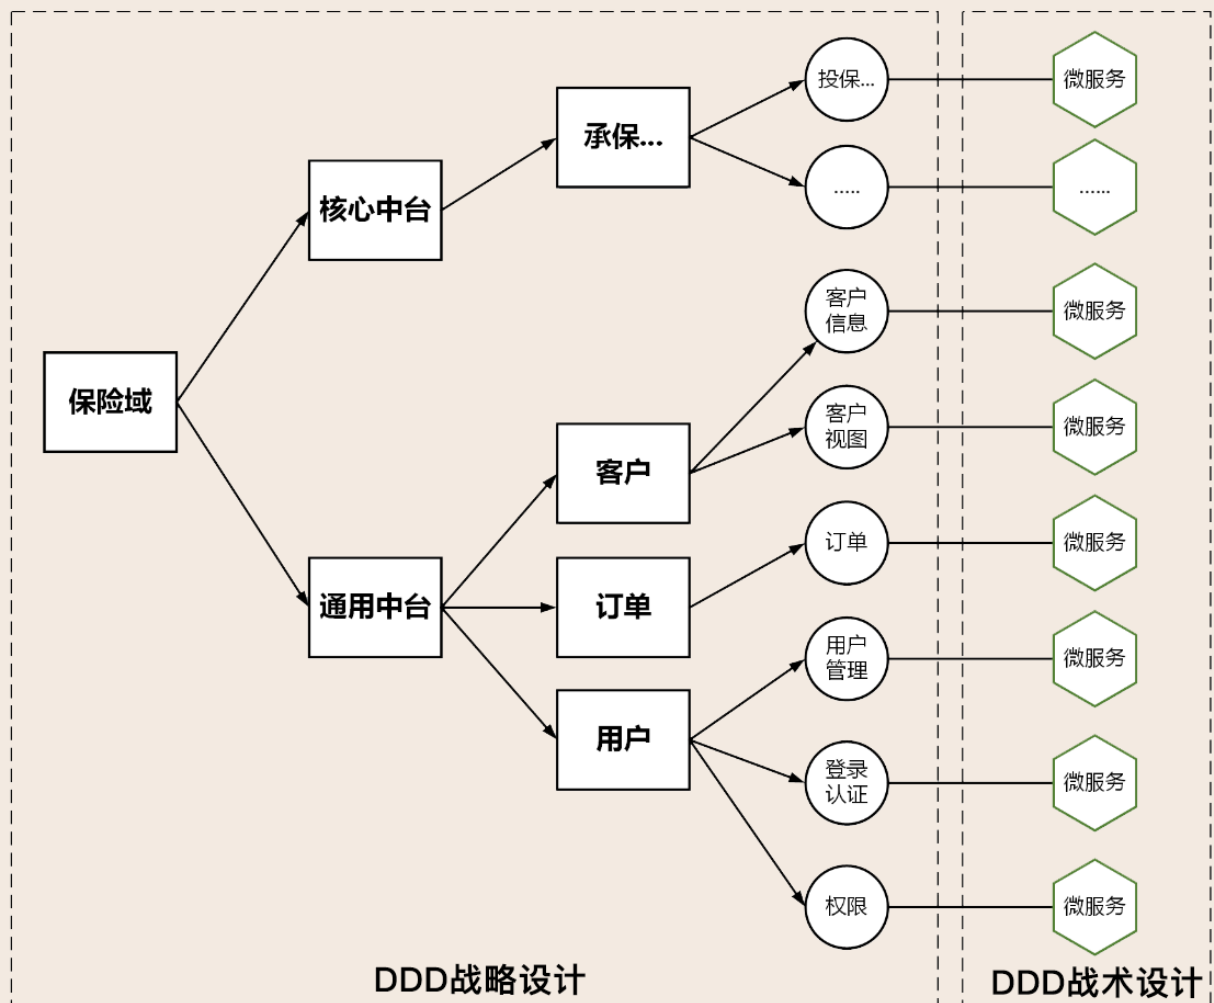 投保...
微服务
承保...
.....
......
核心中台
客户
信息
微服务
保险域
客户
视图
微服务
客户
订单
微服务
通用中台
订单
用户
管理
微服务
用户
登录
认证
微服务
权限
微服务
DDD战略设计
DDD战术设计